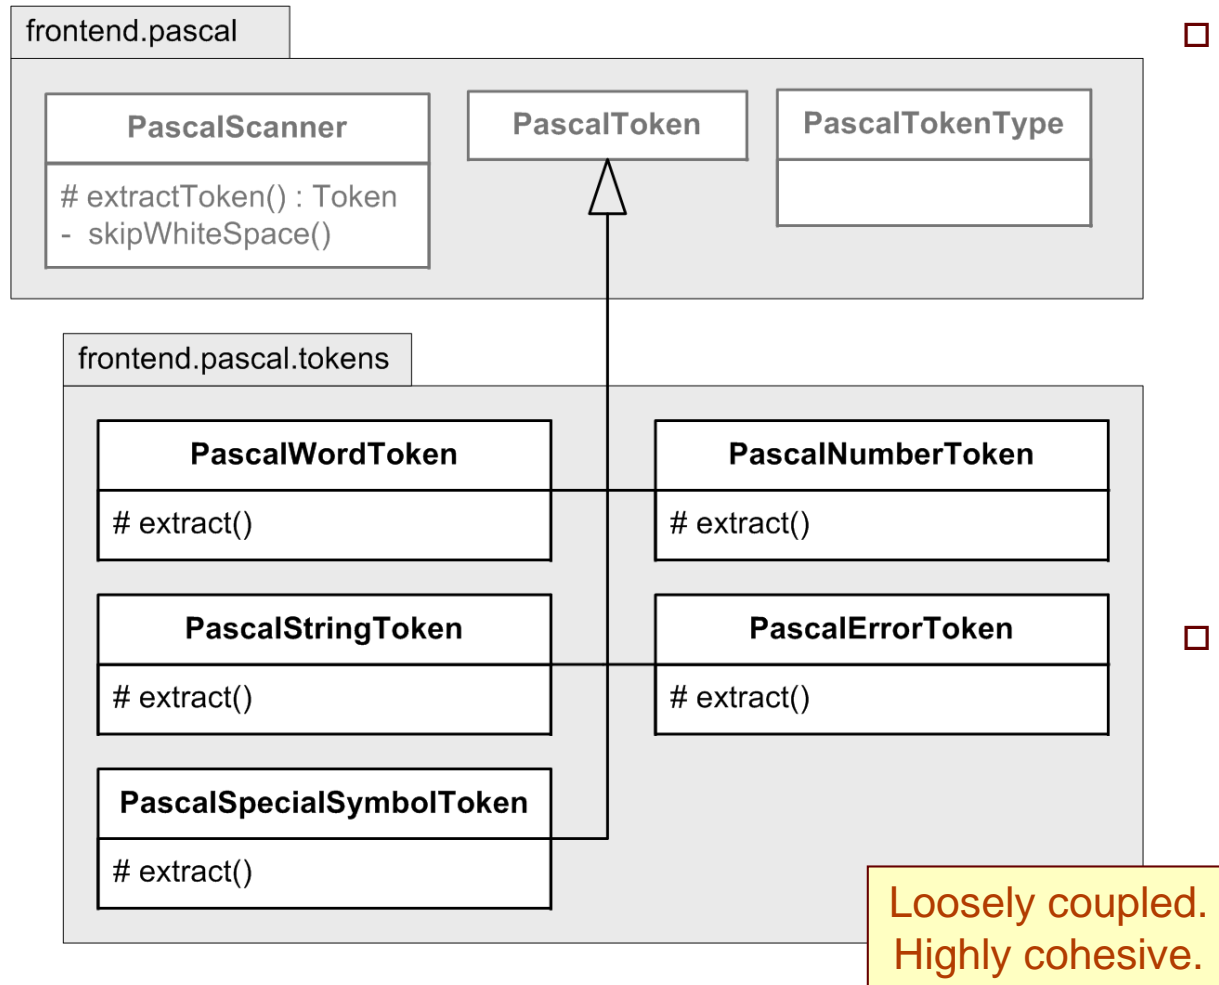 frontend.pascal
PascalScanner
# extractToken() : Token
- skipWhiteSpace()
PascalToken
PascalTokenType
frontend.pascal.tokens
PascalWordToken
# extract()
PascalNumberToken
# extract()
PascalStringToken
# extract()
PascalErrorToken
# extract()
PascalSpecialSymbolToken
# extract()
Loosely coupled.
Highly cohesive.